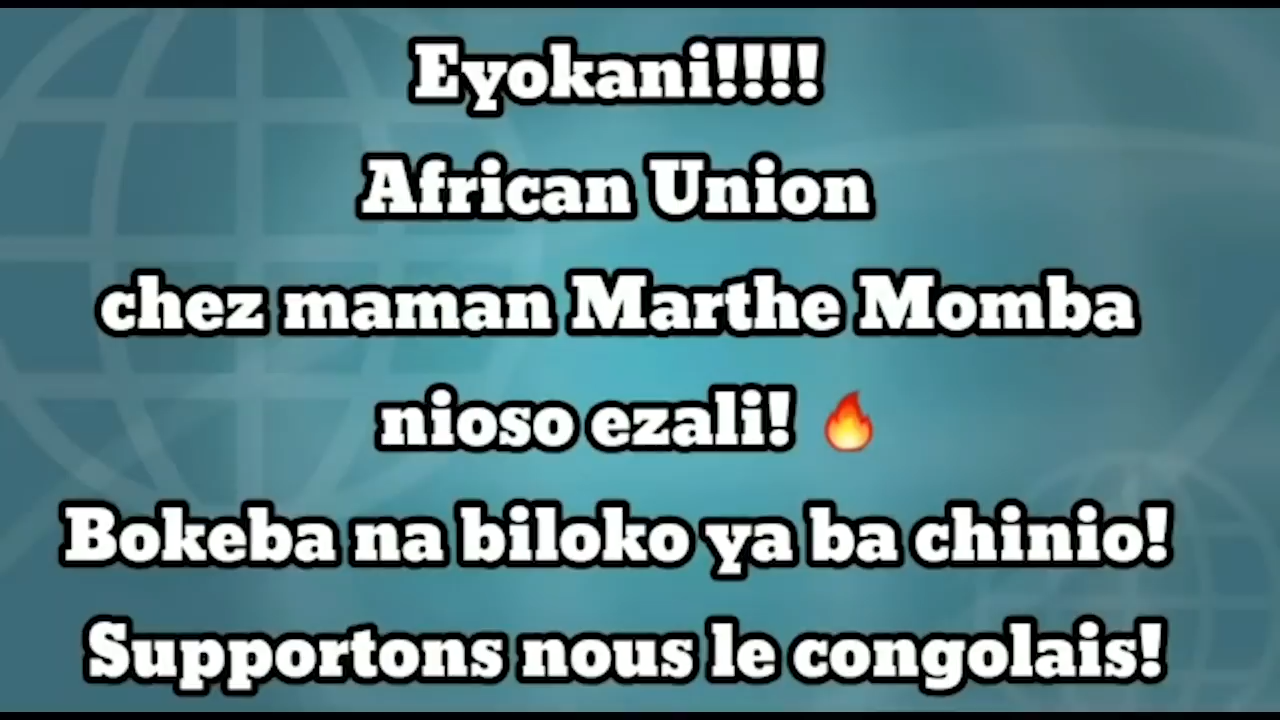 Eyokani!!!!
African Union
chez maman Marthe Momba
nioso ezali! 🔥
Bokeba na biloko ya ba chinio!
Supportons nous le congolais!